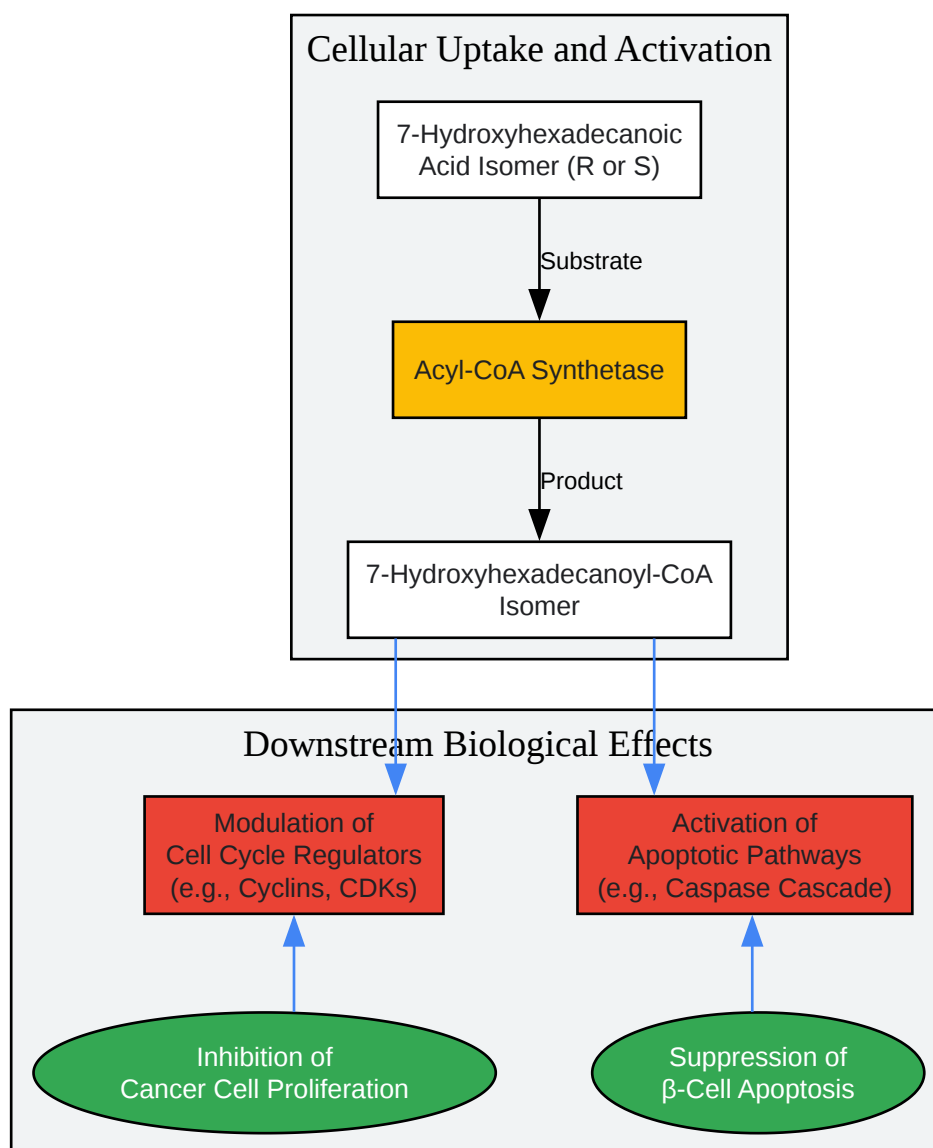 Cellular Uptake and Activation
7-Hydroxyhexadecanoic
Acid Isomer (R or S)
Substrate
Acyl-CoA Synthetase
Product
7-Hydroxyhexadecanoyl-CoA
Isomer
Downstream Biological Effects
Modulation of
Cell Cycle Regulators
(e.g., Cyclins, CDKs)
Activation of
Apoptotic Pathways
(e.g., Caspase Cascade)
Inhibition of
Cancer Cell Proliferation
Suppression of
β-Cell Apoptosis